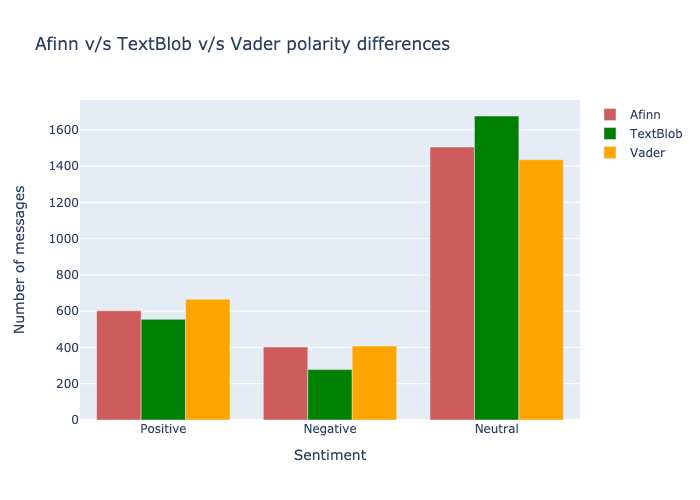 Afinn v/s TextBlob v/s Vader polarity differences
Afinn
TextBlob
Vader
Number of messages
1600
1400
1200
1000
800
600
400
200
0
Positive
Negative
Neutral
Sentiment